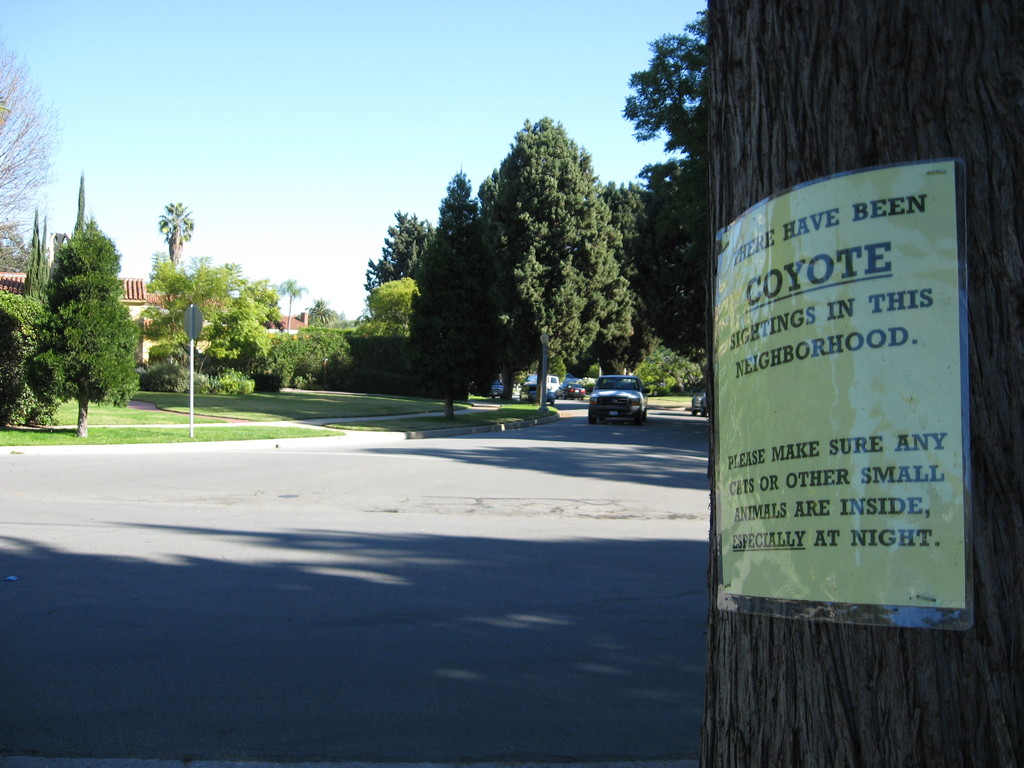 THERE HAVE BEEN
COYOTE
SIGHTINGS IN THIS
NEIGHBORHOOD.
PLEASE MAKE SURE ANY
CATS OR OTHER SMALL
ANIMALS ARE INSIDE,
ESPECIALLY AT NIGHT.